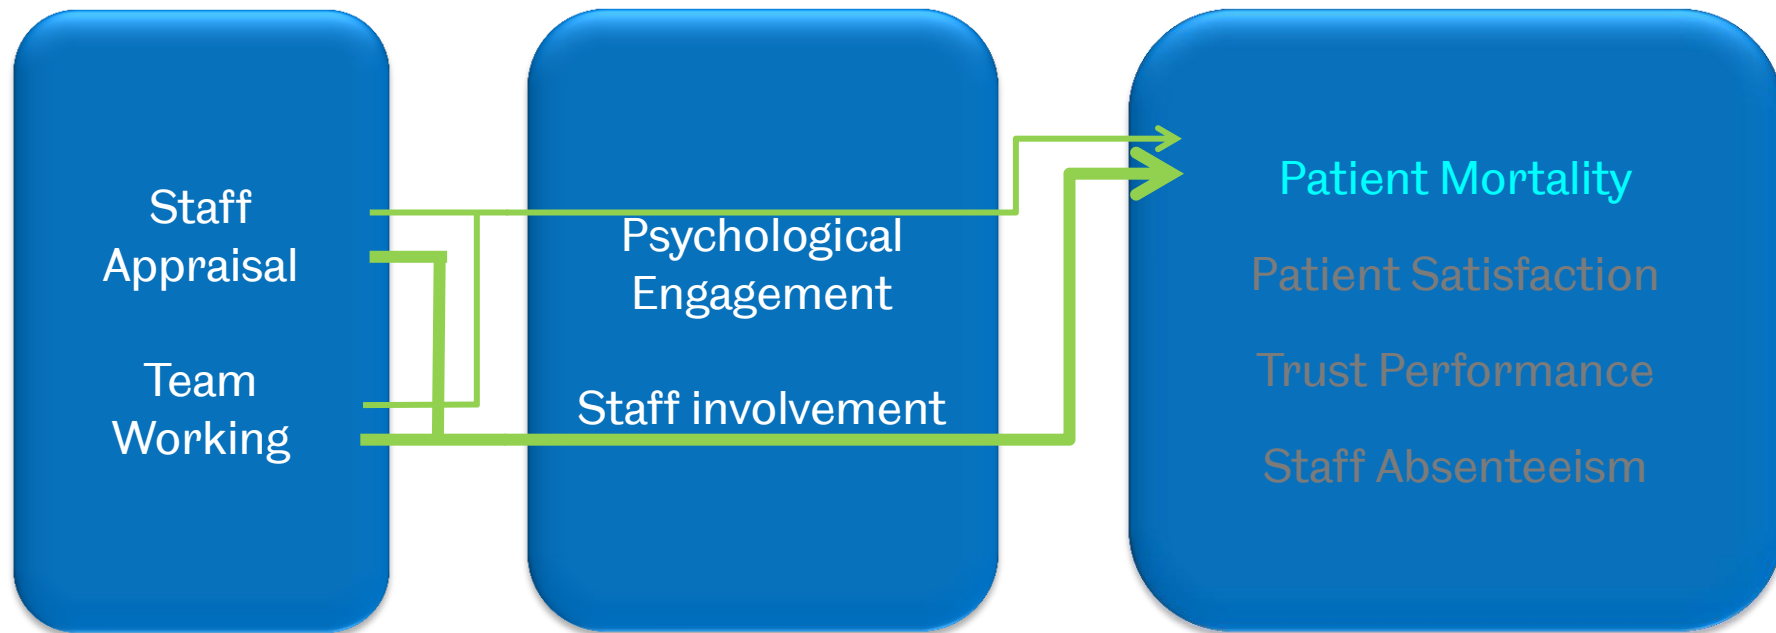 Staff
Appraisal
Team
Working
Psychological
Engagement
Staff involvement
Patient Mortality
Patient Satisfaction
Trust Performance
Staff Absenteeism